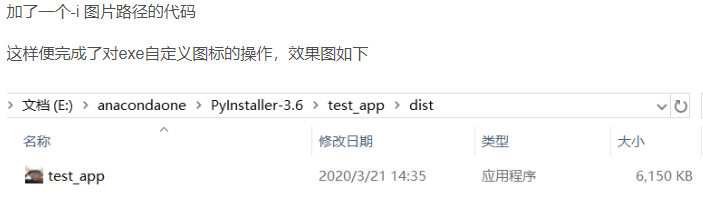 加了一个-i 图片路径的代码
这样便完成了对exe自定义图标的操作，效果图如下
文档 (E:) > anacondaone > PyInstaller-3.6 > test_app > dist
名称 修改日期 类型 大小
test_app 2020/3/21 14:35 应用程序 6,150 KB